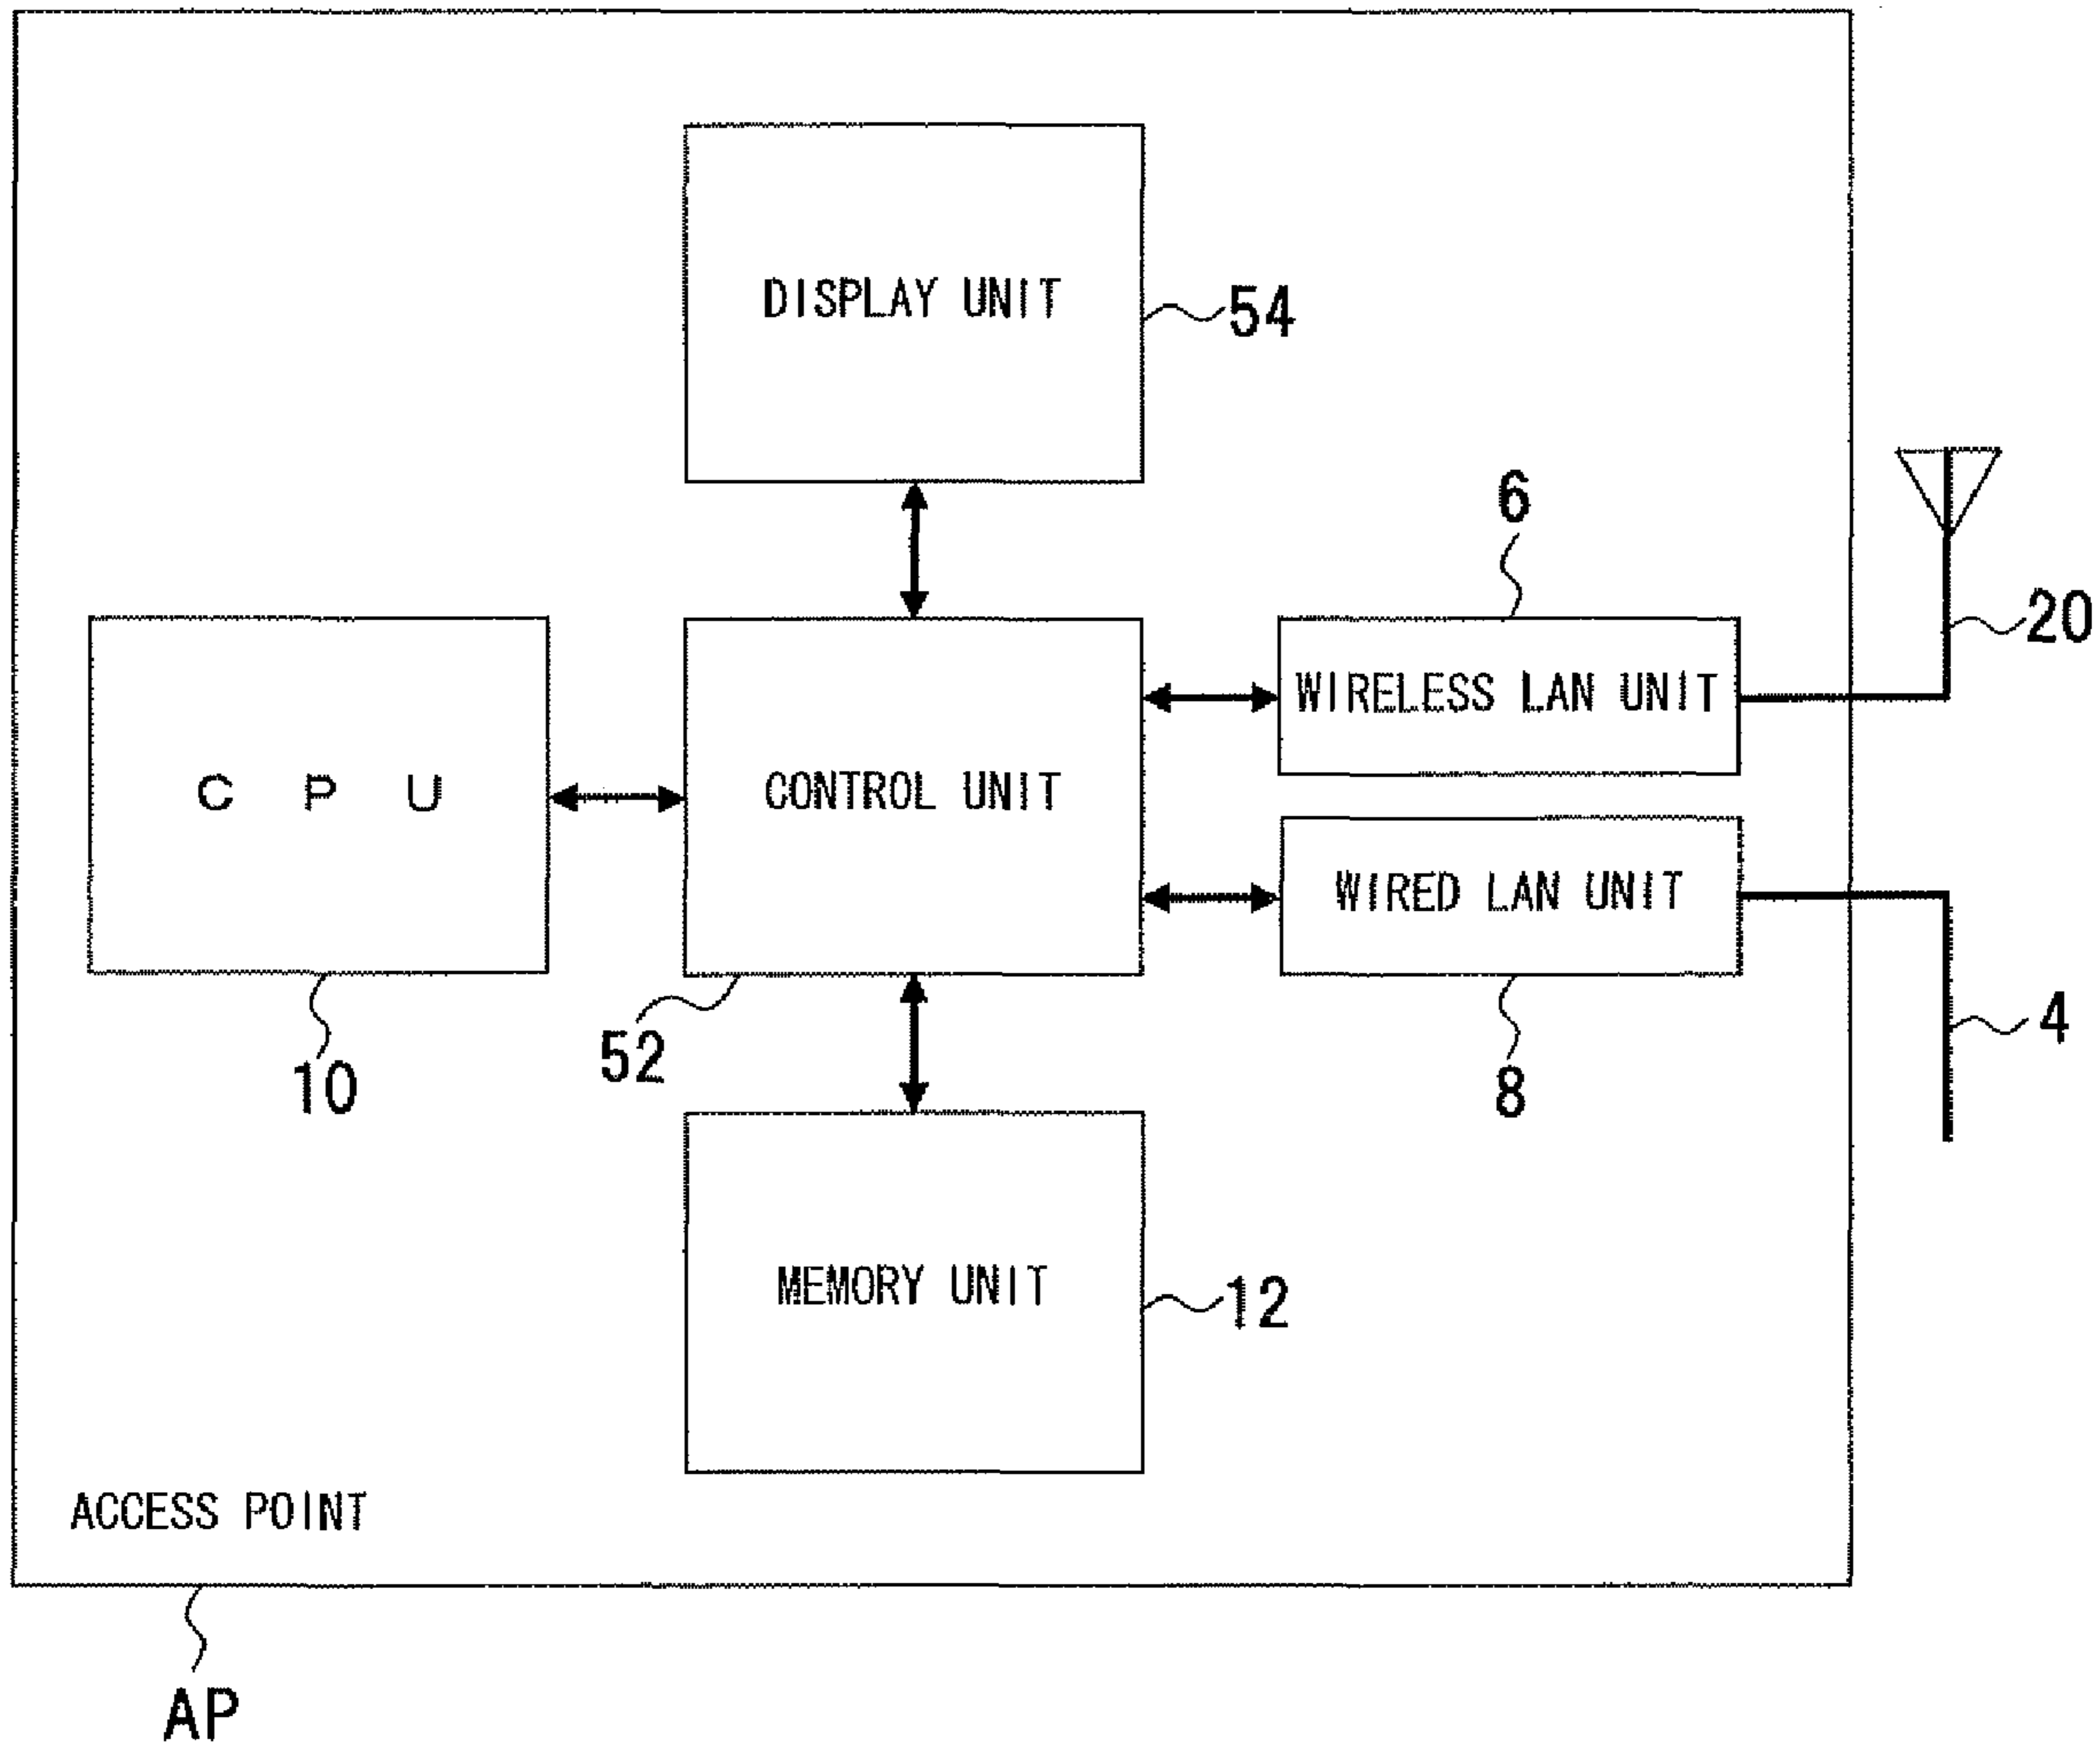 DISPLAY UNIT
54
6
20
WIRELESS LAN UNIT
C P U
CONTROL UNIT
WIRED LAN UNIT
4
52
10
8
MEMORY UNIT
12
ACCESS POINT
AP